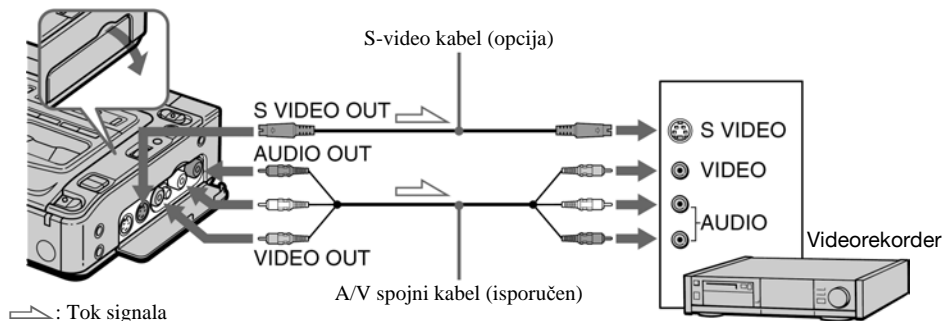 S-video kabel (opcija)
S VIDEO OUT
S VIDEO
AUDIO OUT
VIDEO
AUDIO
VIDEO OUT
Videorekorder
A/V spojni kabel (isporučen)
: Tok signala